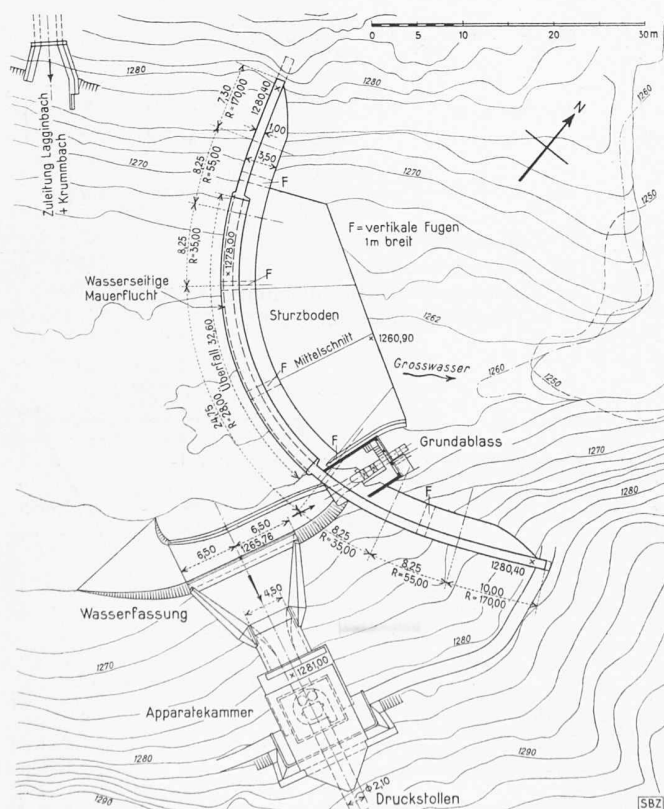 0 5 10 20 30 m
Zuleitung Lagginbach
+ Krummbach
1280
1280
1280
1260
1270
1270
1250
N
7,30
R=170,00
1280,40
1,00
3,50
8,25
R=55,00
F
8,25
R=35,00
×1278,00
F
F = vertikale Fugen
1m breit
Wasserseitige
Mauerflucht
Sturzboden
1262
×1260,90
Mittelschnitt
Überfall 32,60
24,75
R=28,00
F
Grosswasser
1260
1250
F
Grundablass
1270
1280
F
6,50
6,50
1265,76
8,25
R=35,00
8,25
R=55,00
10,00
R=170,00
1280,40
4,50
Wasserfassung
1270
1280
×1281,00
Apparatekammer
1280
1290
1290
Φ2,10
Druckstollen
SBZ